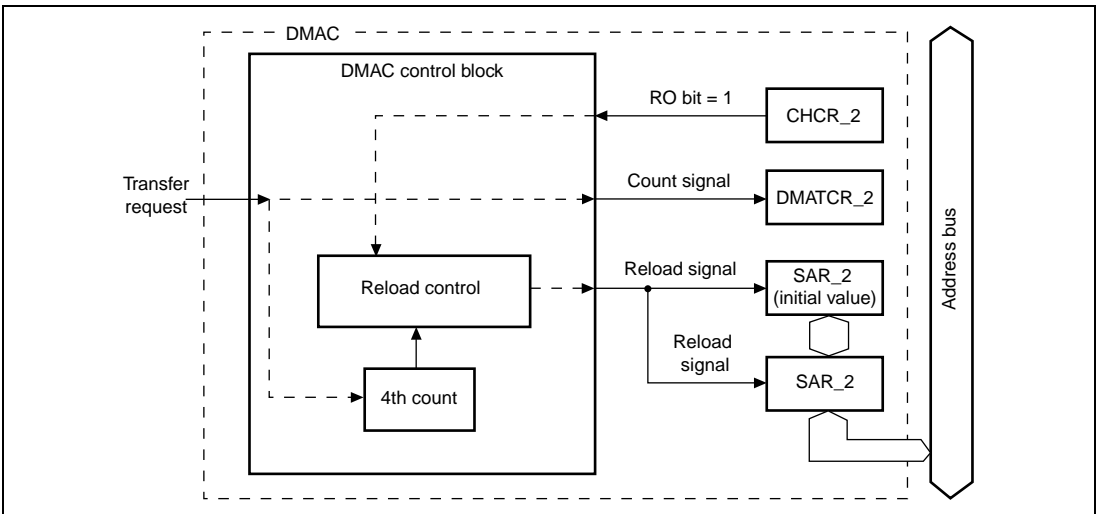 DMAC
DMAC control block
RO bit = 1
CHCR_2
Transfer
request
Count signal
DMATCR_2
Reload control
Reload signal
SAR_2
(initial value)
Reload
signal
SAR_2
4th count
Address bus